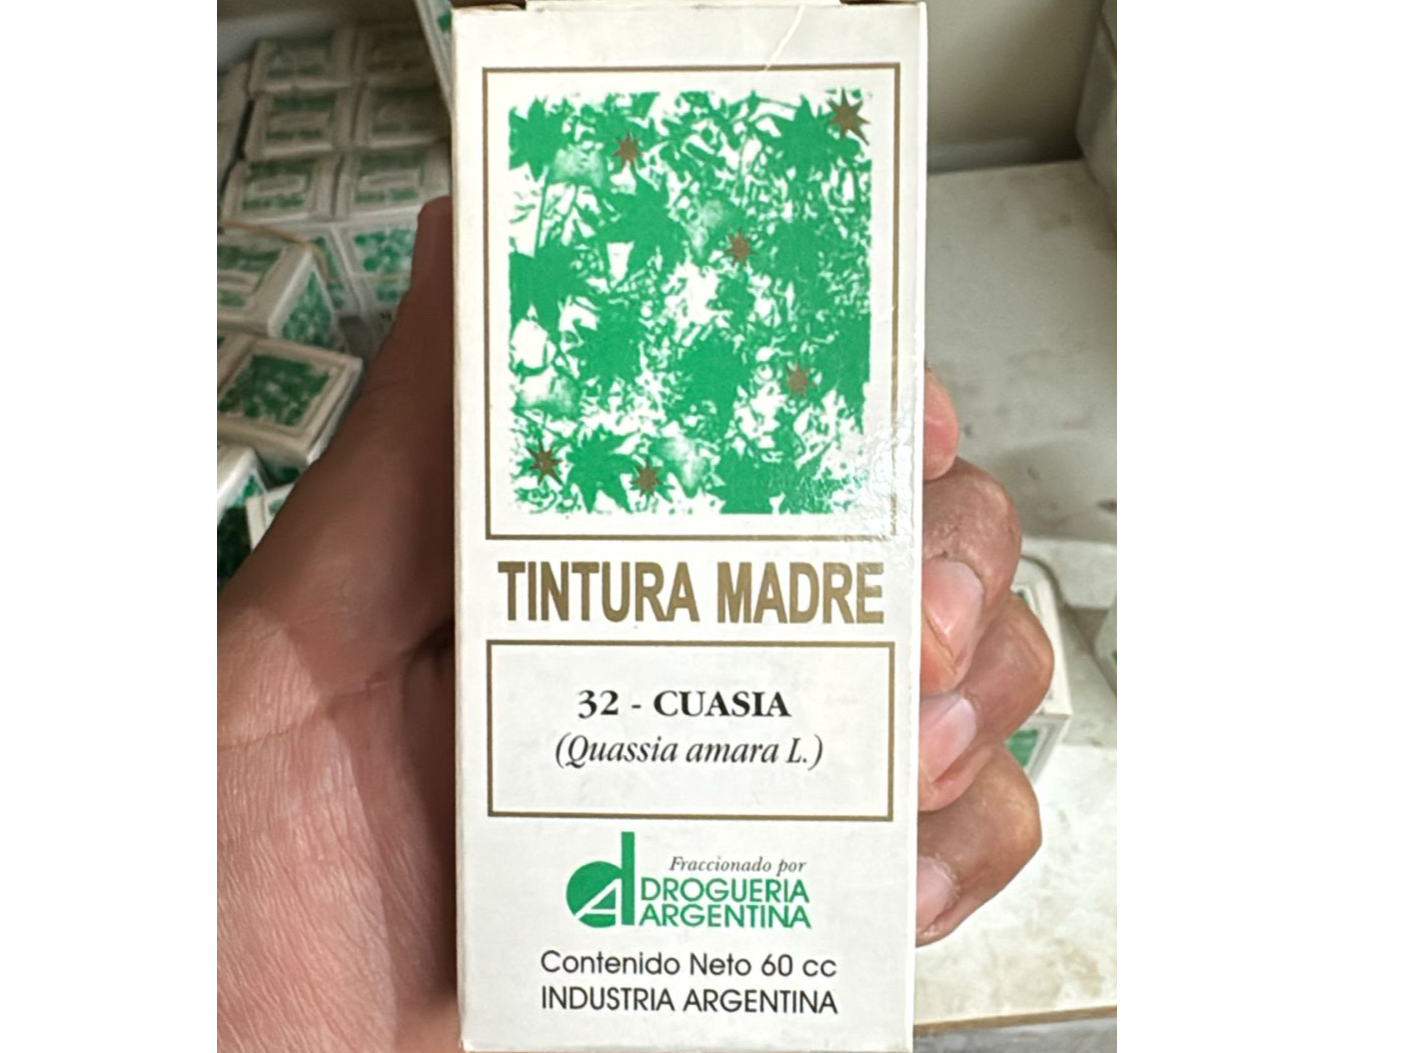 TINTURA MADRE
32 - CUASIA
(Quassia amara L.)
Fraccionado por
DROGUERIA
ARGENTINA
Contenido Neto 60 cc
INDUSTRIA ARGENTINA